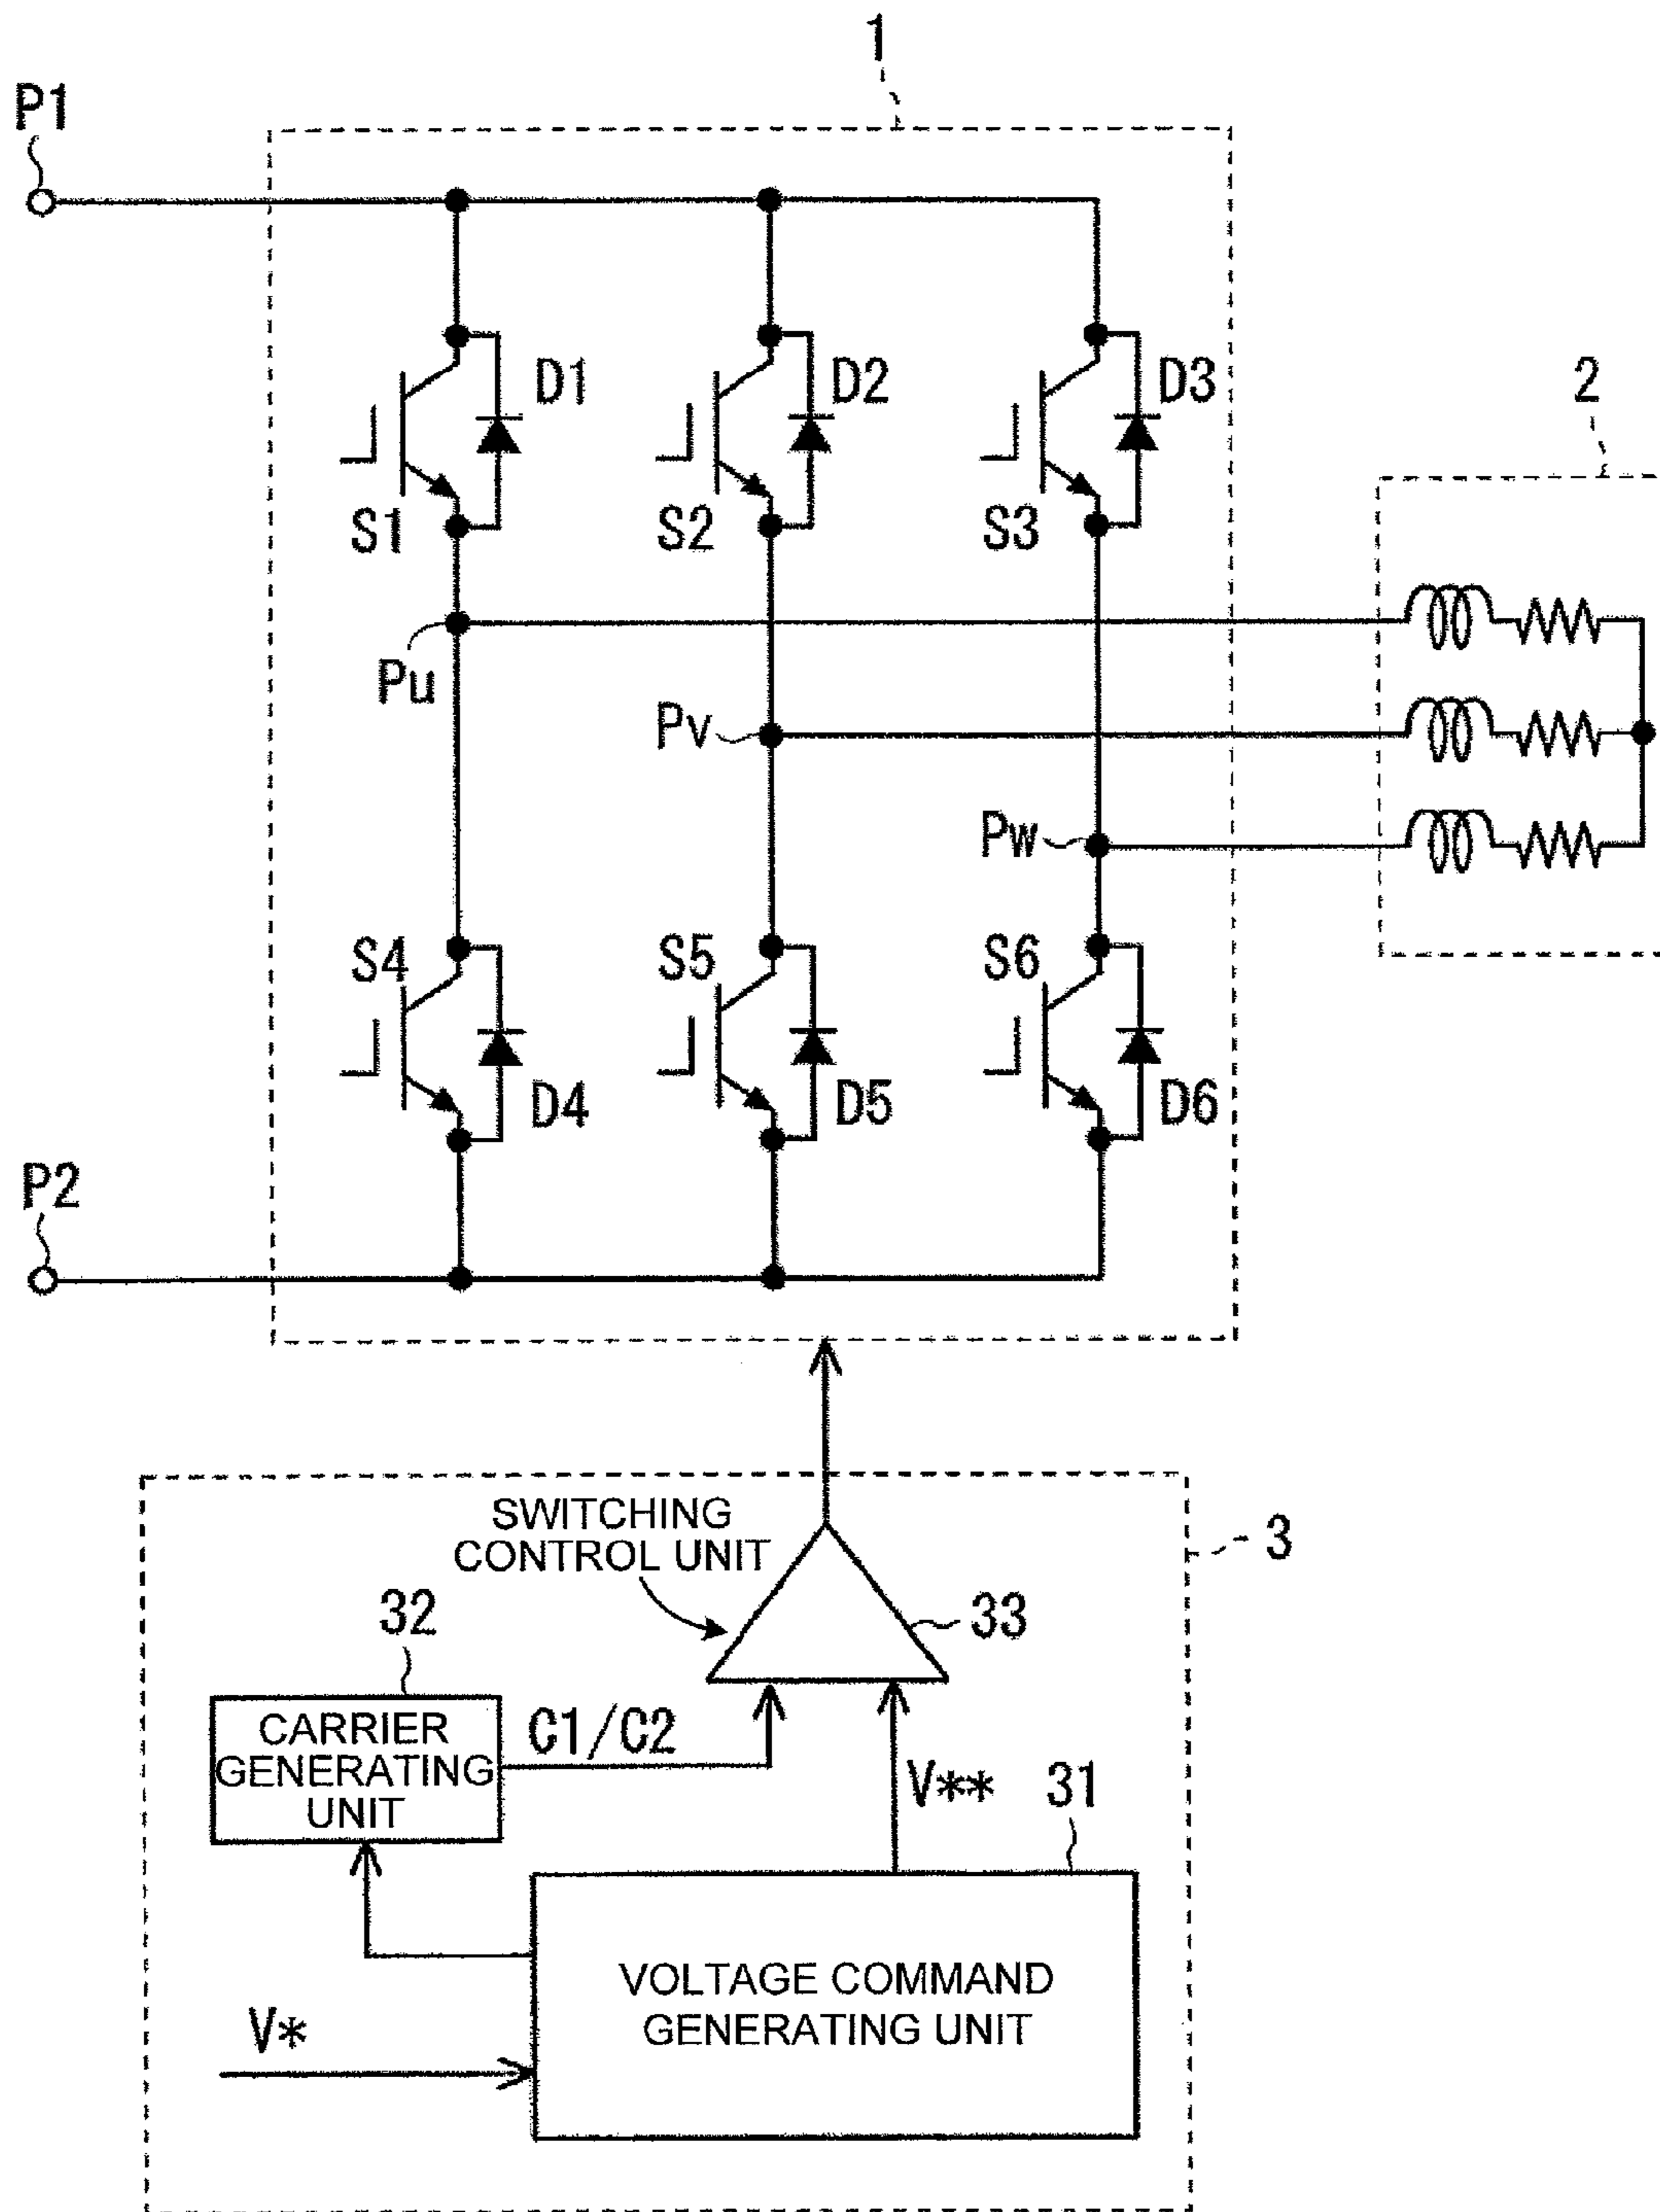 1
P1
D1
D2
D3
2
S1
S2
S3
Pu
Pv
Pw
S4
S5
S6
D4
D5
D6
P2
SWITCHING
CONTROL UNIT
3
32
33
CARRIER
GENERATING
UNIT
C1/C2
V**
31
VOLTAGE COMMAND
GENERATING UNIT
V*